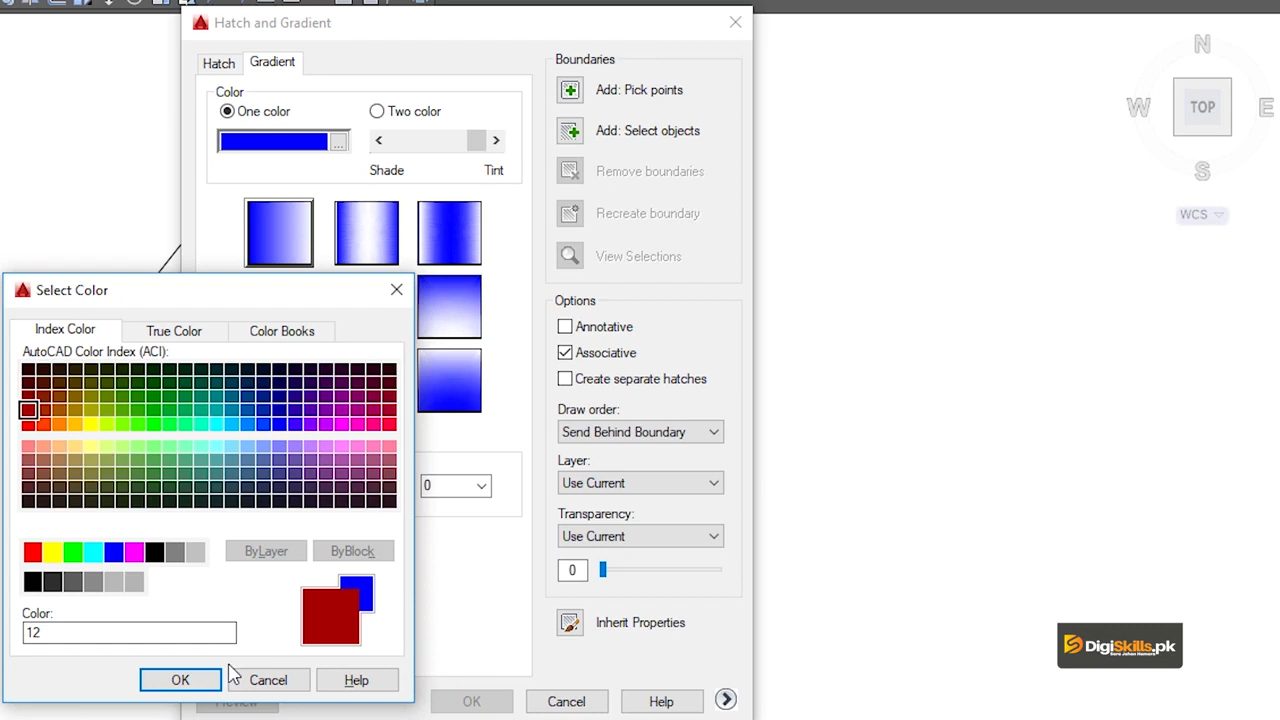 Hatch and Gradient
Hatch
Gradient
Color
One color
Two color
...
< >
Shade
Tint
Boundaries
Add: Pick points
Add: Select objects
Remove boundaries
Recreate boundary
View Selections
Options
Annotative
Associative
Create separate hatches
Draw order:
Send Behind Boundary
Layer:
Use Current
Transparency:
Use Current
0
Inherit Properties
0
Preview
OK
Cancel
Help
Select Color
Index Color
True Color
Color Books
AutoCAD Color Index (ACI):
ByLayer
ByBlock
Color:
12
OK
Cancel
Help
N
W
TOP
E
S
WCS
DigiSkills.pk